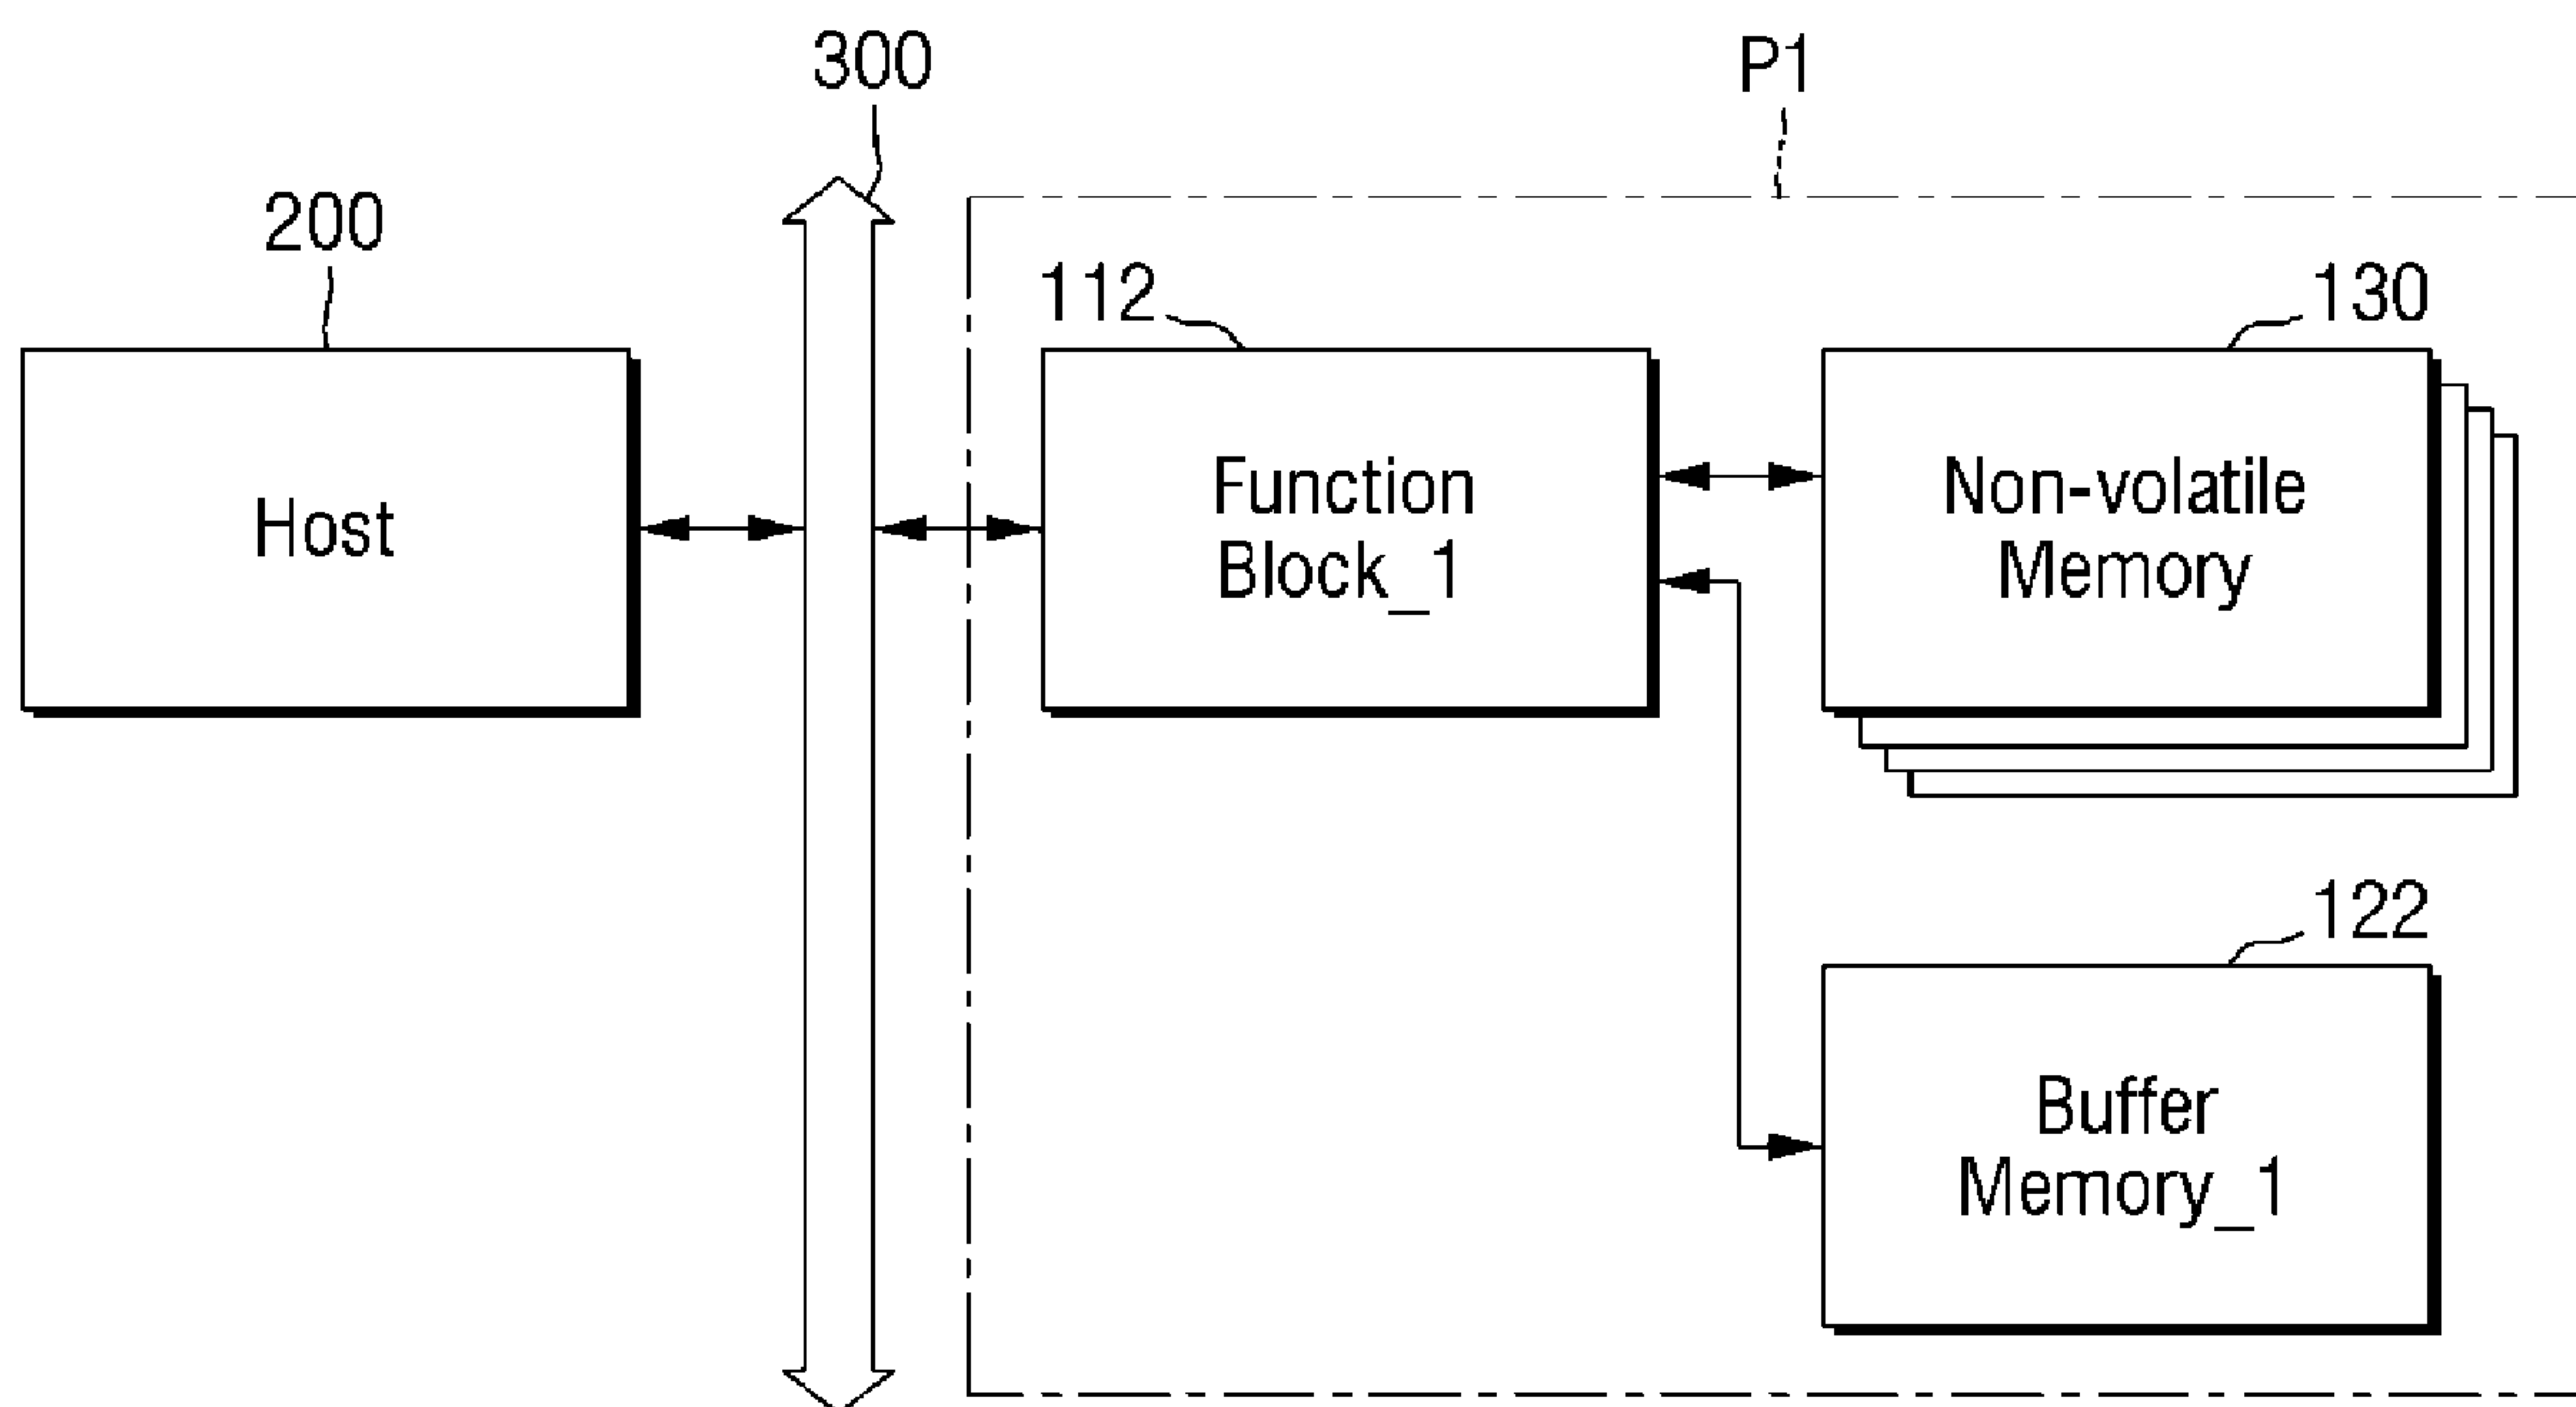 300
P1
200
112
130
Host
Function
Block_1
Non-volatile
Memory
122
Buffer
Memory_1